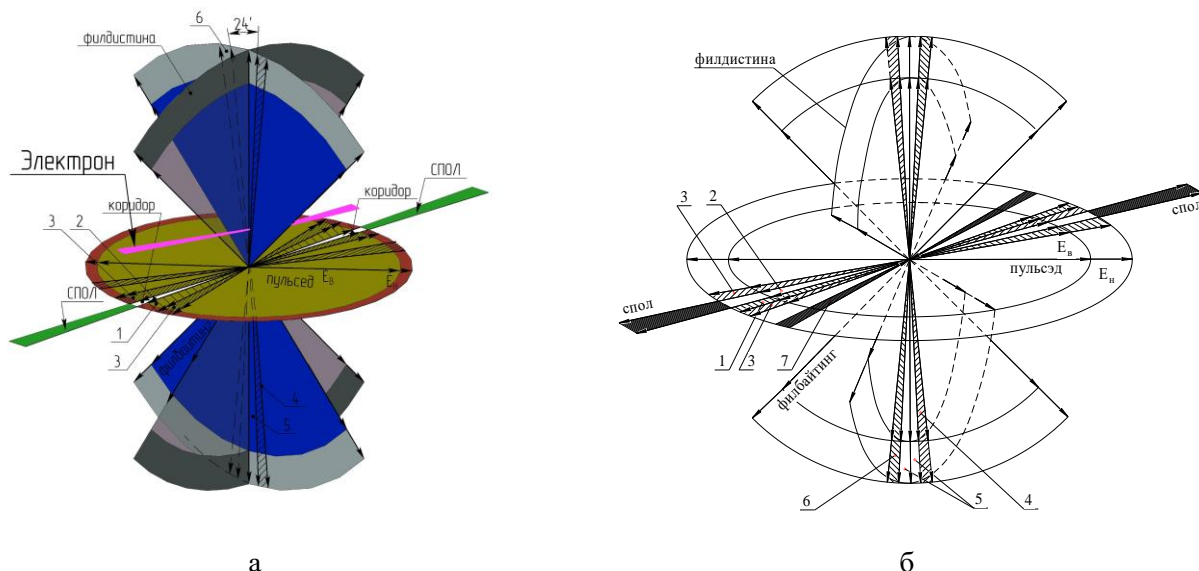 6
24'
филдистина
Электрон
СПОЛ
коридор
коридор
3
2
пульсед
Eв
Eн
СПОЛ
1
3
филбайтинг
4
5
а
филдистина
3
2
спол
Eв
пульсэд
Eн
спол
1
3
7
филбайтинг
6
5
4
б